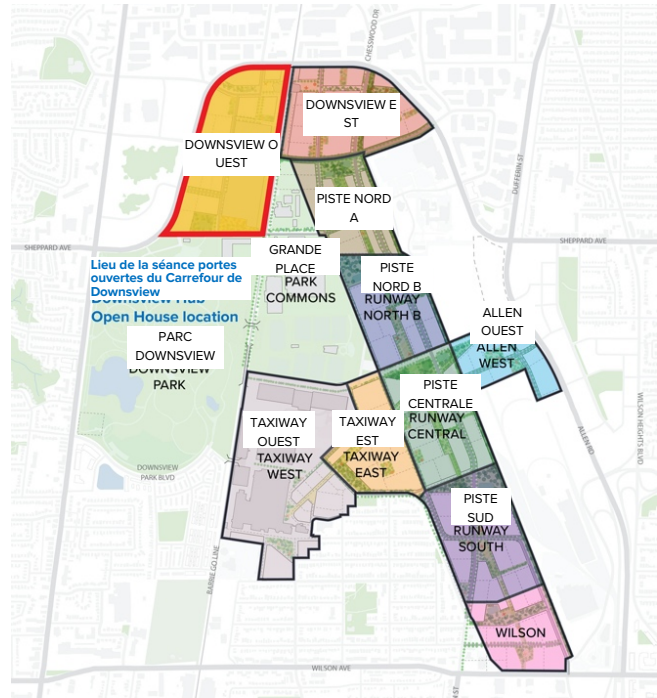 CHESSWOOD DR
DOWNSVIEW E
ST
DOWNSVIEW O
UEST
DUFFERIN ST
PISTE NORD
A
SHEPPARD AVE
SHEPPARD AVE
GRANDE
PLACE
PARK
COMMONS
PISTE
NORD B
RUNWAY
NORTH B
Lieu de la séance portes
ouvertes du Carrefour de
Downsview
Downsview Hub
Open House location
ALLEN
OUEST
ALLEN
WEST
PARC
DOWNSVIEW
DOWNSVIEW
PARK
PISTE
CENTRALE
RUNWAY
CENTRAL
TAXIWAY
OUEST
TAXIWAY
WEST
TAXIWAY
EST
TAXIWAY
EAST
WILSON HEIGHTS BLVD
ALLEN RD
DOWNSVIEW
PARK BLVD
PISTE
SUD
RUNWAY
SOUTH
BARRIE GO LINE
WILSON
WILSON AVE
ST